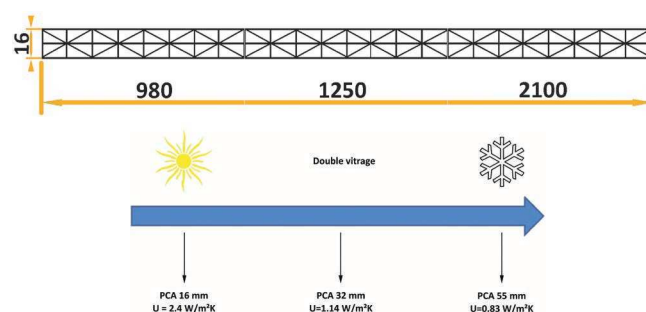 16
980 1250 2100
Double vitrage
PCA 16 mm PCA 32 mm PCA 55 mm
U = 2.4 W/m²K U=1.14 W/m²K U=0.83 W/m²K